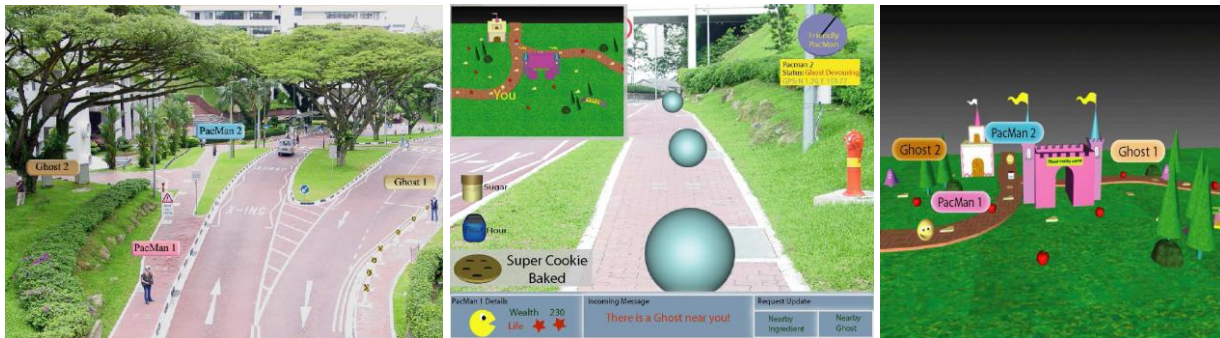 PacMan 2
Ghost 2
Ghost 1
X-ING
PacMan 1
You
Friendly
PacMan
Pacman 2
Status: Ghost Devouring
Sugar
Flour
Super Cookie
Baked
PacMan 1 Details
Wealth 230
Life
Incoming Message
There is a Ghost near you!
Request Update
Nearby
Ingredient
Nearby
Ghost
PacMan 2
Ghost 2
Ghost 1
PacMan 1